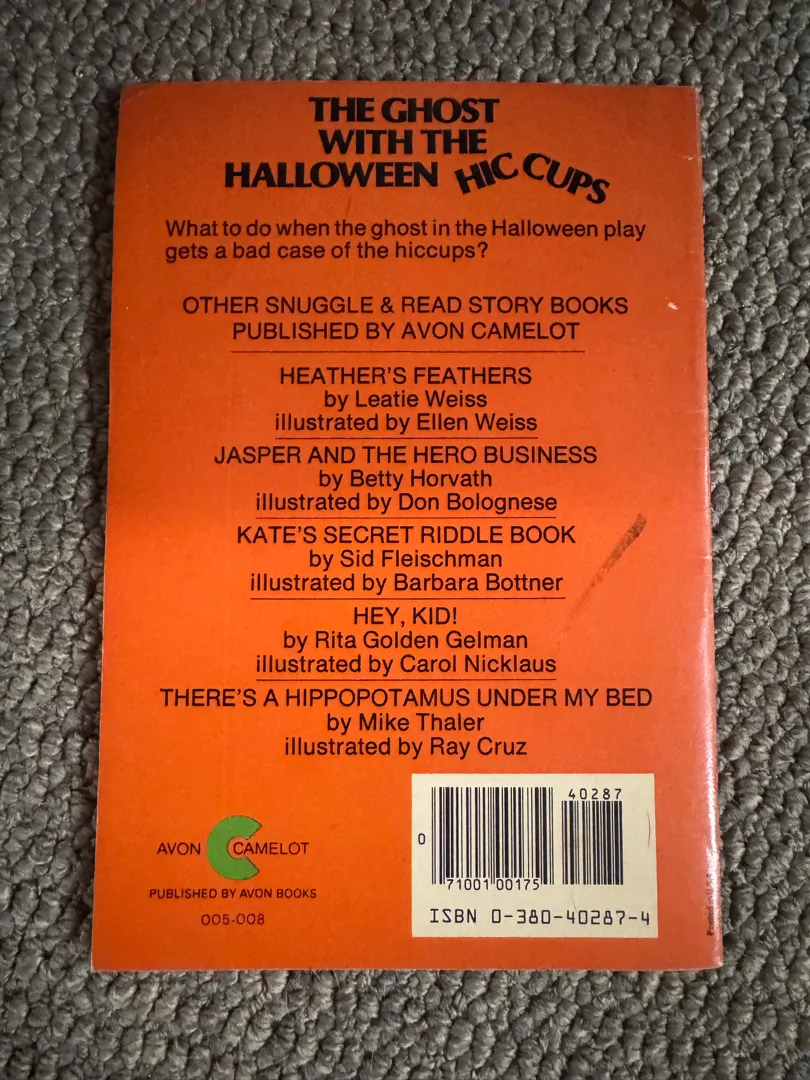 THE GHOST
WITH THE
HALLOWEEN HIC CUPS
What to do when the ghost in the Halloween play
gets a bad case of the hiccups?
OTHER SNUGGLE & READ STORY BOOKS
PUBLISHED BY AVON CAMELOT
HEATHER'S FEATHERS
by Leatie Weiss
illustrated by Ellen Weiss
JASPER AND THE HERO BUSINESS
by Betty Horvath
illustrated by Don Bolognese
KATE'S SECRET RIDDLE BOOK
by Sid Fleischman
illustrated by Barbara Bottner
HEY, KID!
by Rita Golden Gelman
illustrated by Carol Nicklaus
THERE'S A HIPPOPOTAMUS UNDER MY BED
by Mike Thaler
illustrated by Ray Cruz
AVON CAMELOT
PUBLISHED BY AVON BOOKS
005-008
40287
0
71001 00175
ISBN 0-380-40287-4
Printed in U.S.A.